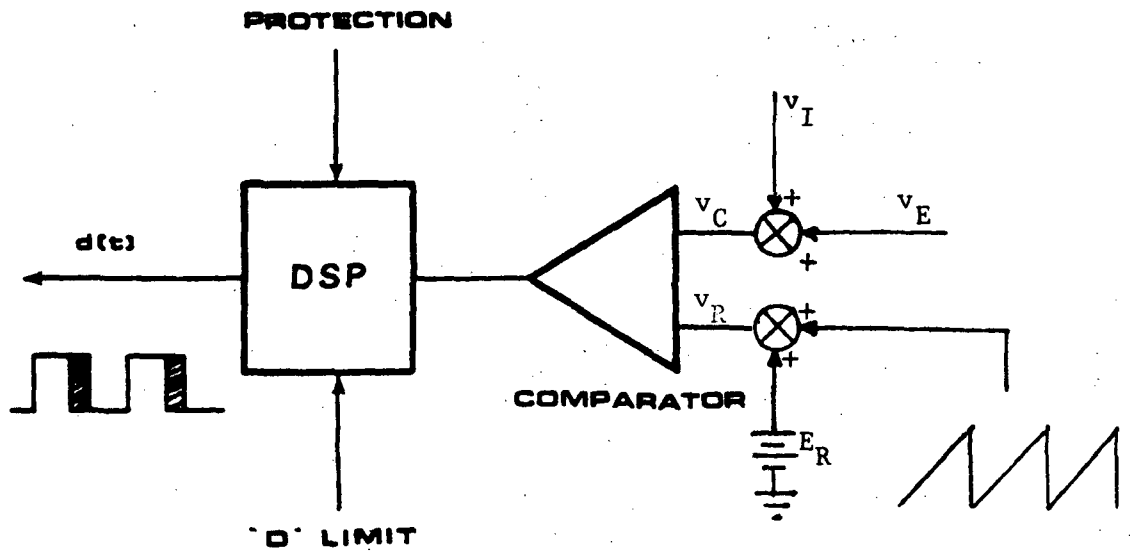 PROTECTION
v_I
v_C
v_E
d(t)
DSP
v_R
COMPARATOR
E_R
'D' LIMIT
+
+
+
+